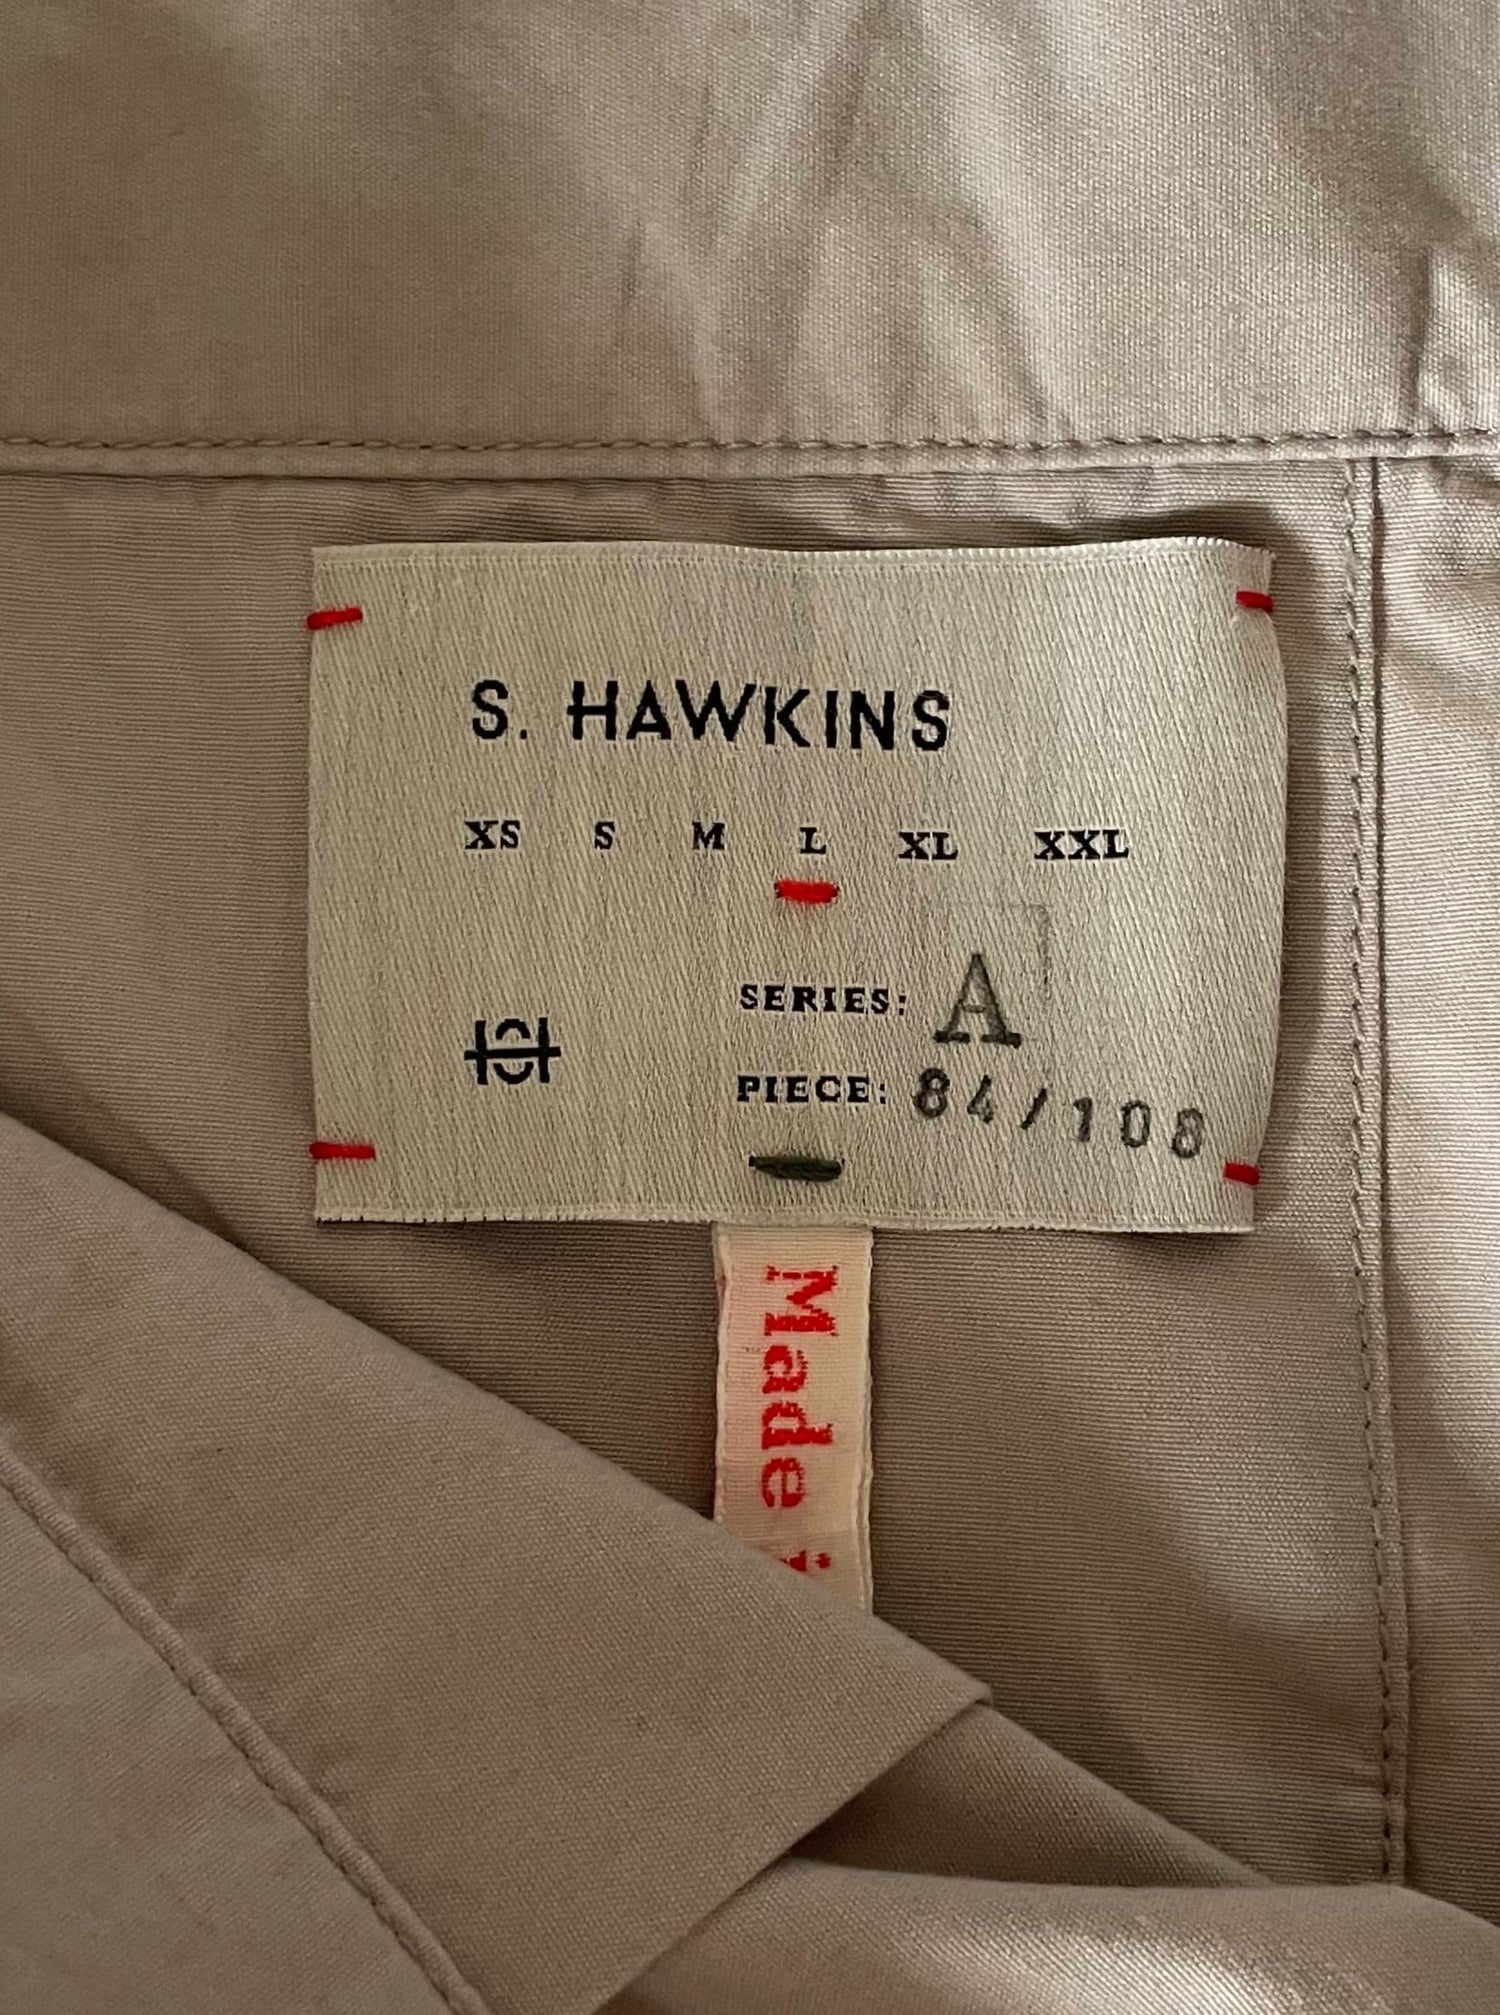 S. HAWKINS
XS S M L XL XXL
SERIES: A
PIECE: 84/108
Made i